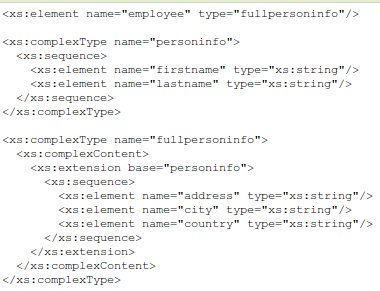 <xs:element name="employee" type="fullpersoninfo"/>

<xs:complexType name="personinfo">
  <xs:sequence>
    <xs:element name="firstname" type="xs:string"/>
    <xs:element name="lastname" type="xs:string"/>
  </xs:sequence>
</xs:complexType>

<xs:complexType name="fullpersoninfo">
  <xs:complexContent>
    <xs:extension base="personinfo">
      <xs:sequence>
        <xs:element name="address" type="xs:string"/>
        <xs:element name="city" type="xs:string"/>
        <xs:element name="country" type="xs:string"/>
      </xs:sequence>
    </xs:extension>
  </xs:complexContent>
</xs:complexType>